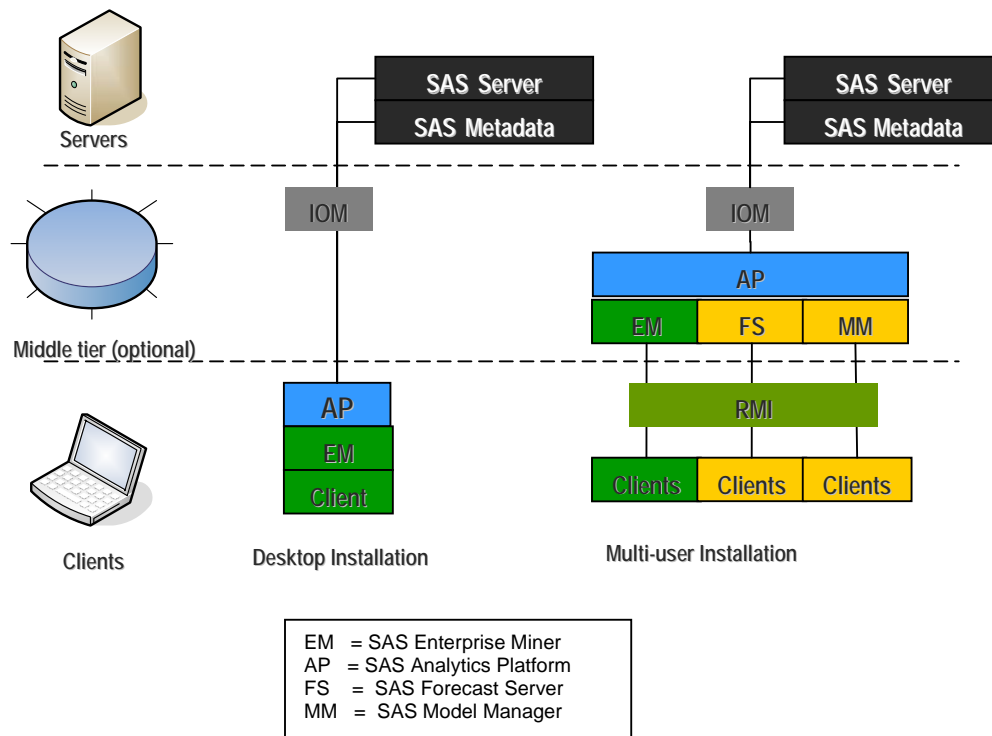 SAS Server
SAS Metadata
SAS Server
SAS Metadata
Servers
IOM
IOM
AP
EM FS MM
Middle tier (optional)
AP
EM
Client
RMI
Clients Clients Clients
Clients
Desktop Installation
Multi-user Installation
EM = SAS Enterprise Miner
AP = SAS Analytics Platform
FS = SAS Forecast Server
MM = SAS Model Manager